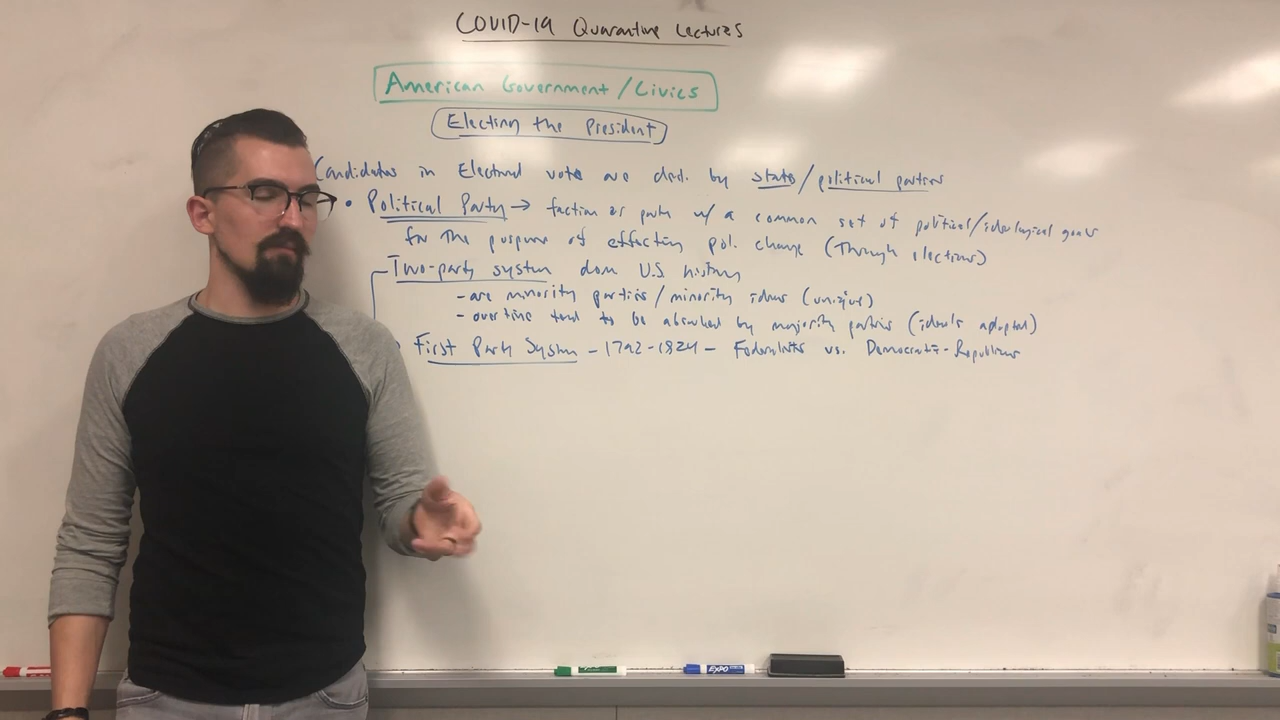 COVID-19 Quarantine Lectures
American Government/Civics
Electing the President
Candidates in Electoral vote are ded. by state/political parties
• Political Party → faction or party w/ a common set of political/ideological goals
for the purpose of effecting pol. change (through elections)
Two-party system dom U.S. history
- are minority parties/minority ideas (unique)
- over time tend to be absorbed by majority parties (ideals adopted)
First Party System - 1792-1824 - Federalists vs. Democratic-Republicans
EXPO